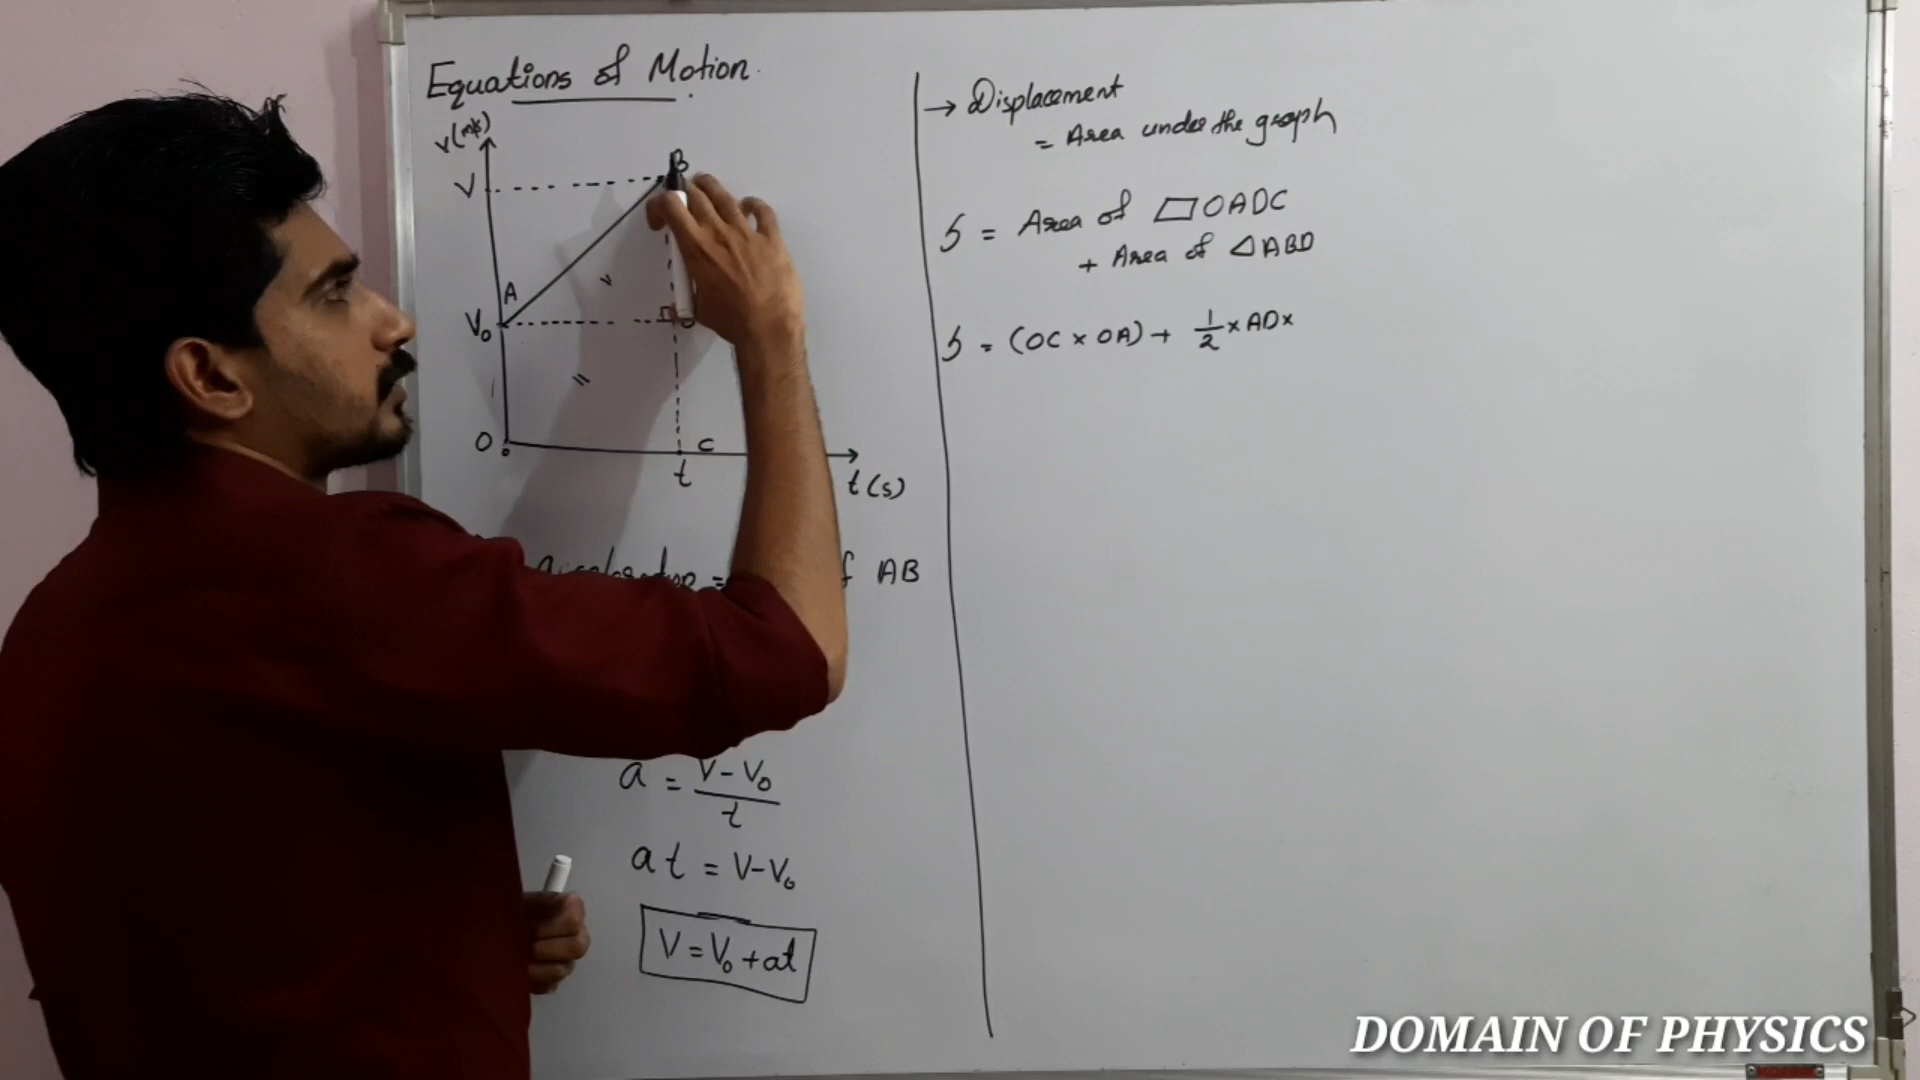 Equations of Motion.
v(m/s)
V
B
A
V₀
O
C
t
t(s)
= AB
a = V-V₀/t
at = V-V₀
V = V₀+at
→ Displacement
= Area under the graph
S = Area of ▱OADC
+ Area of △ABD
S = (OC × OA) + 1/2 × AD×
DOMAIN OF PHYSICS